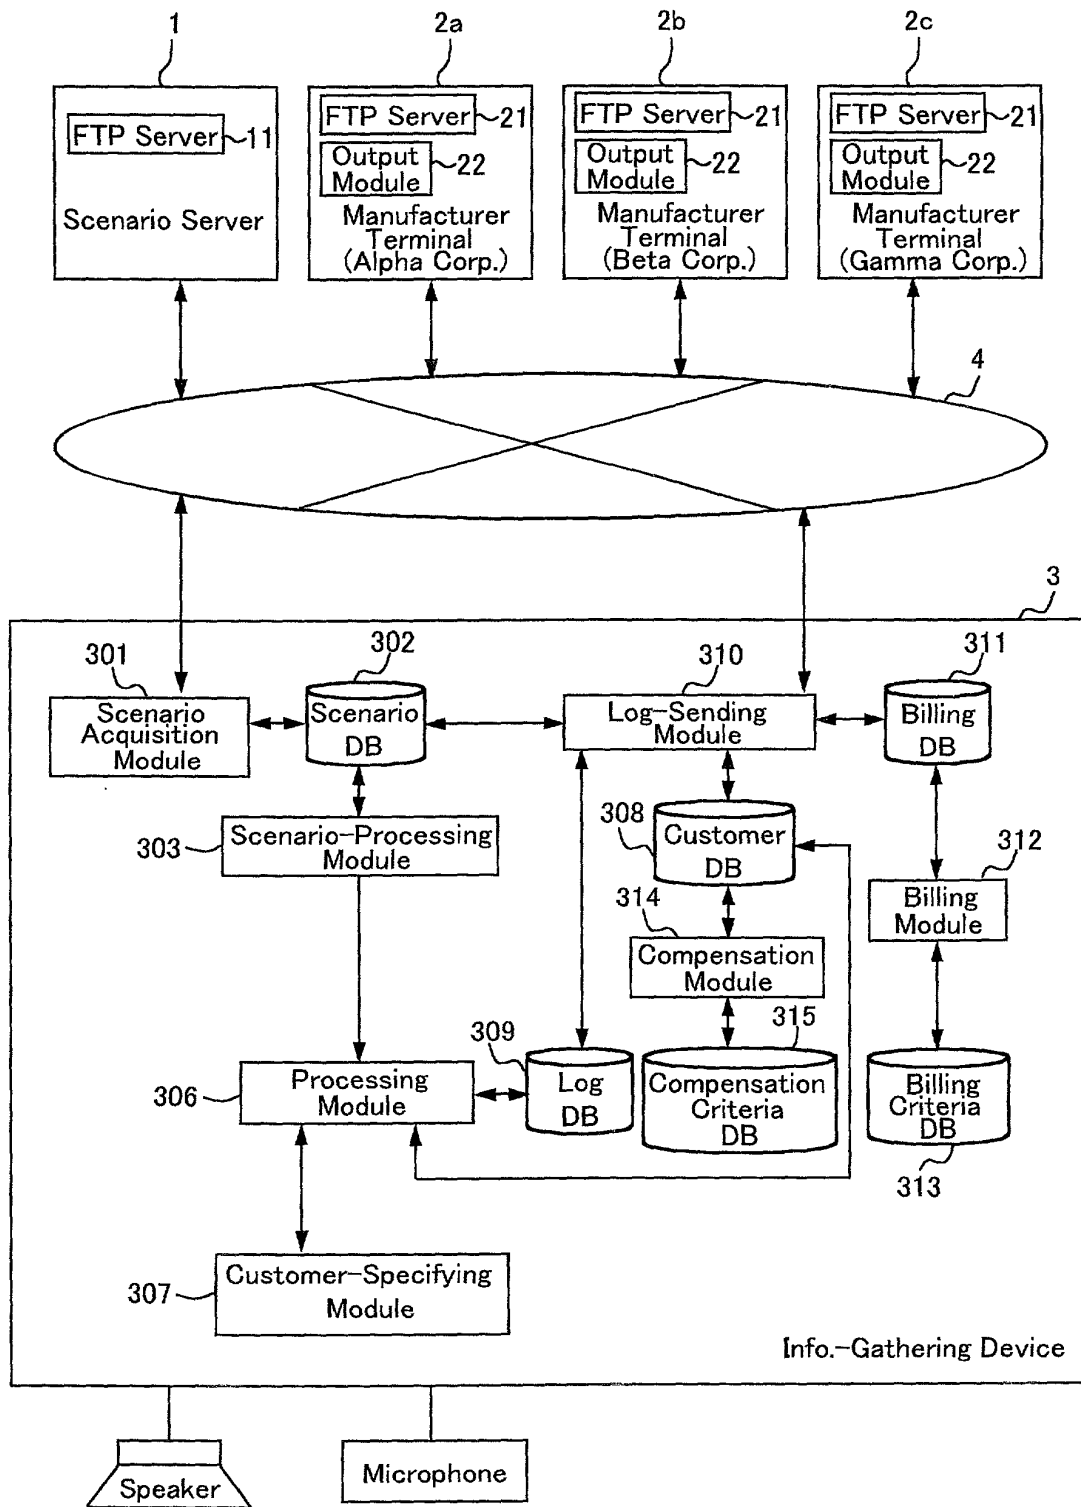 1
2a
2b
2c
FTP Server
11
Scenario Server
FTP Server
21
Output
Module
22
Manufacturer
Terminal
(Alpha Corp.)
FTP Server
21
Output
Module
22
Manufacturer
Terminal
(Beta Corp.)
FTP Server
21
Output
Module
22
Manufacturer
Terminal
(Gamma Corp.)
4
3
301
Scenario
Acquisition
Module
302
Scenario
DB
310
Log-Sending
Module
311
Billing
DB
303
Scenario-Processing
Module
308
Customer
DB
312
Billing
Module
314
Compensation
Module
306
Processing
Module
309
Log
DB
315
Compensation
Criteria
DB
Billing
Criteria
DB
313
307
Customer-Specifying
Module
Info.-Gathering Device
Speaker
Microphone